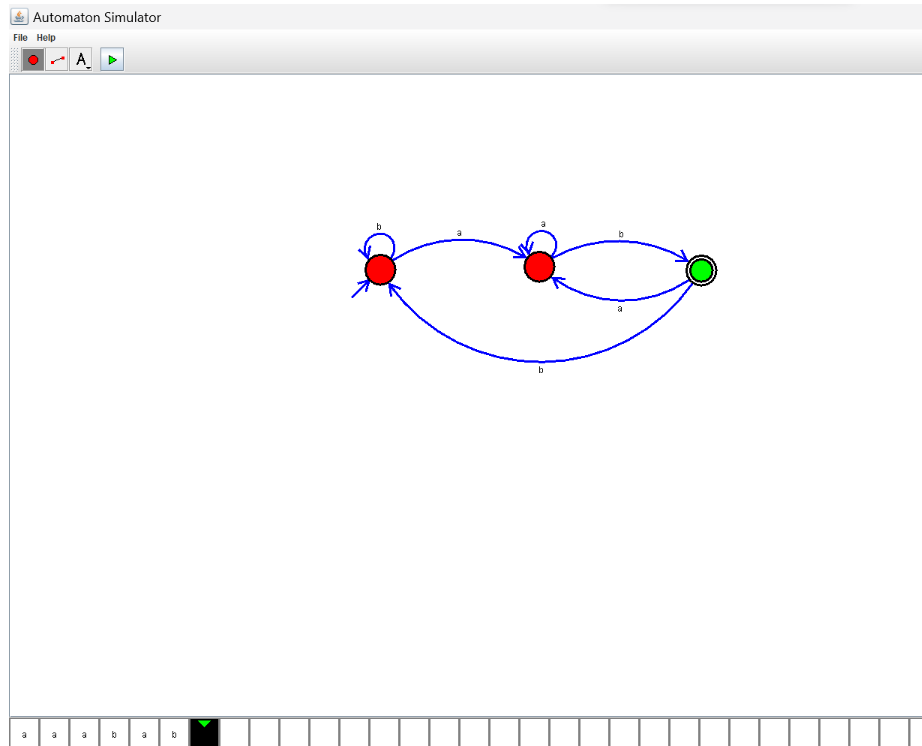 Automaton Simulator
File Help
A
b a a b
a
b
a a a b a b